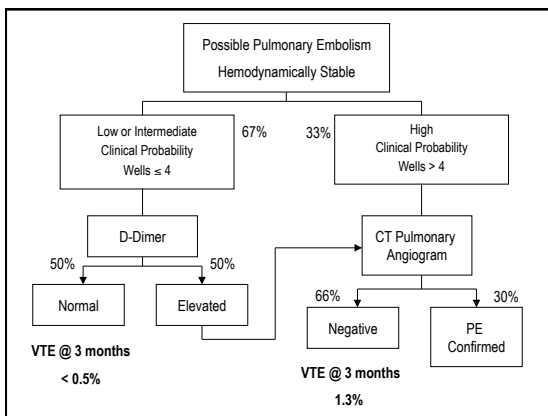 Possible Pulmonary Embolism
Hemodynamically Stable
Low or Intermediate
Clinical Probability
Wells ≤ 4
67%
33%
High
Clinical Probability
Wells > 4
D-Dimer
CT Pulmonary
Angiogram
50%
50%
Normal
Elevated
66%
30%
Negative
PE
Confirmed
VTE @ 3 months
< 0.5%
VTE @ 3 months
1.3%